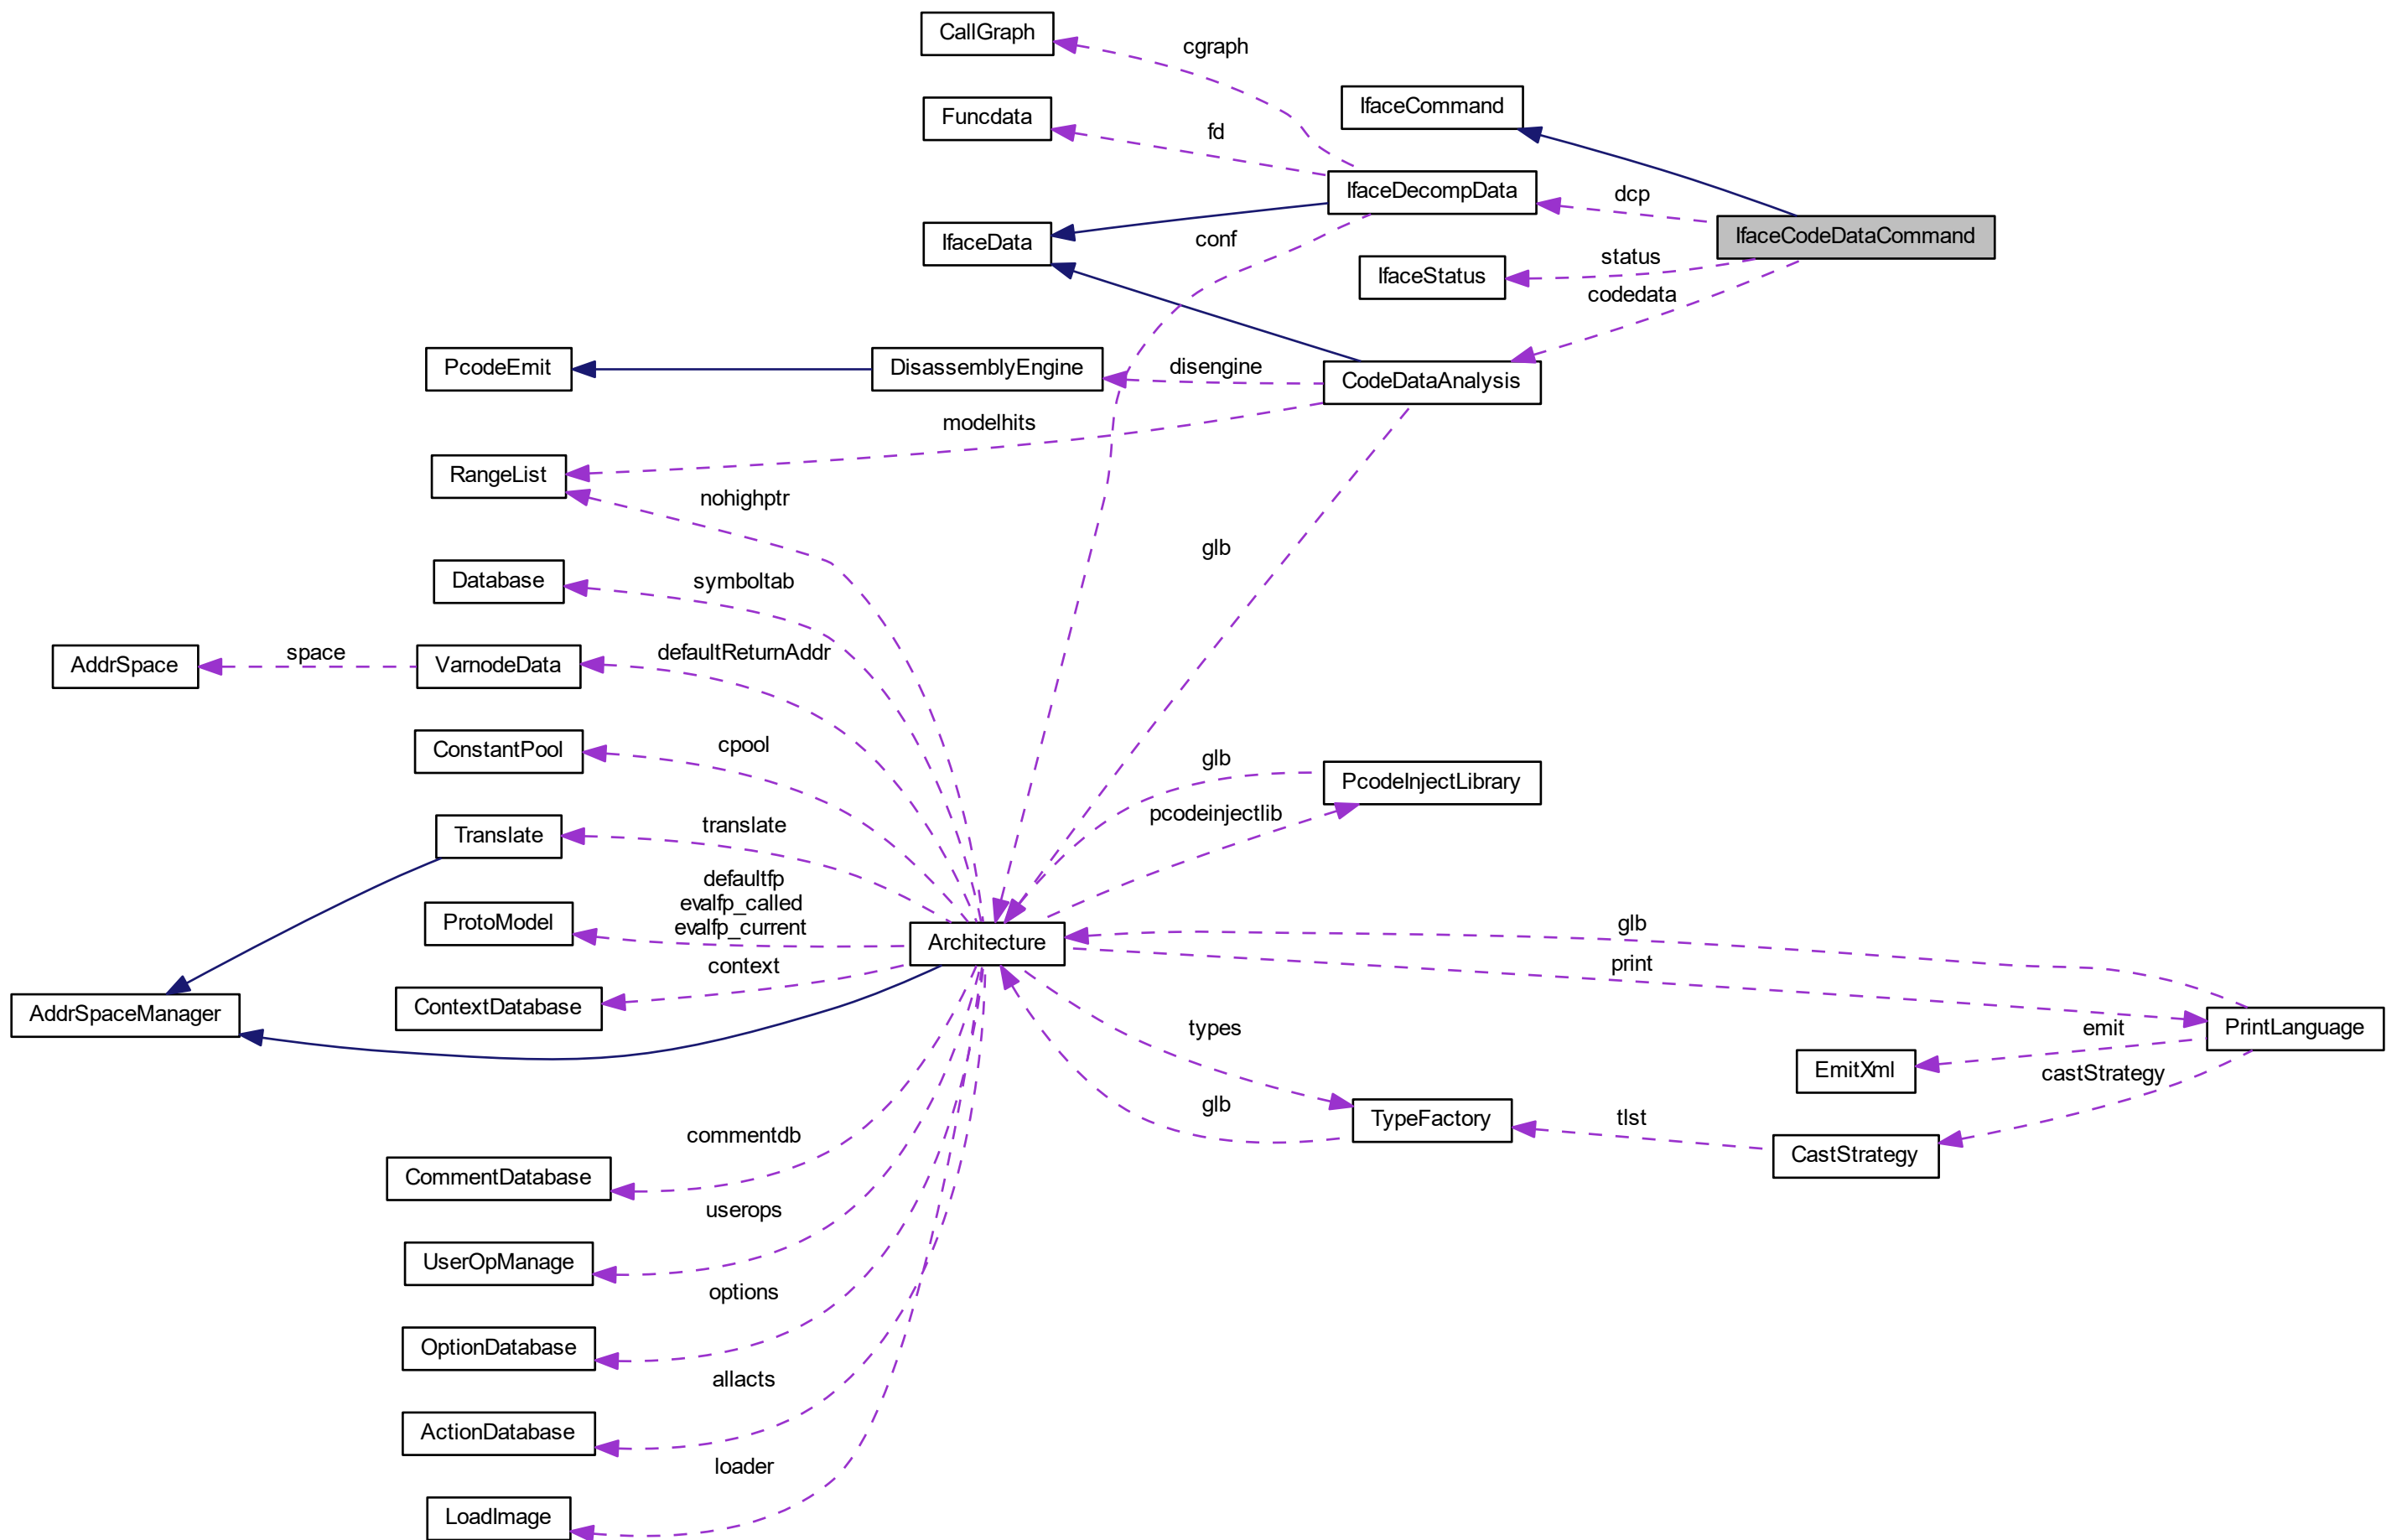 CallGraph
cgraph
IfaceCommand
Funcdata
fd
IfaceDecompData
dcp
IfaceData
conf
IfaceCodeDataCommand
status
IfaceStatus
codedata
PcodeEmit
DisassemblyEngine
disengine
CodeDataAnalysis
modelhits
RangeList
nohighptr
glb
Database
symboltab
AddrSpace
space
VarnodeData
defaultReturnAddr
ConstantPool
cpool
glb
PcodeInjectLibrary
pcodeinjectlib
Translate
translate
defaultfp
evalfp_called
evalfp_current
ProtoModel
Architecture
glb
print
context
AddrSpaceManager
ContextDatabase
types
PrintLanguage
emit
EmitXml
castStrategy
glb
TypeFactory
tlst
CastStrategy
commentdb
CommentDatabase
userops
UserOpManage
options
OptionDatabase
allacts
ActionDatabase
loader
LoadImage